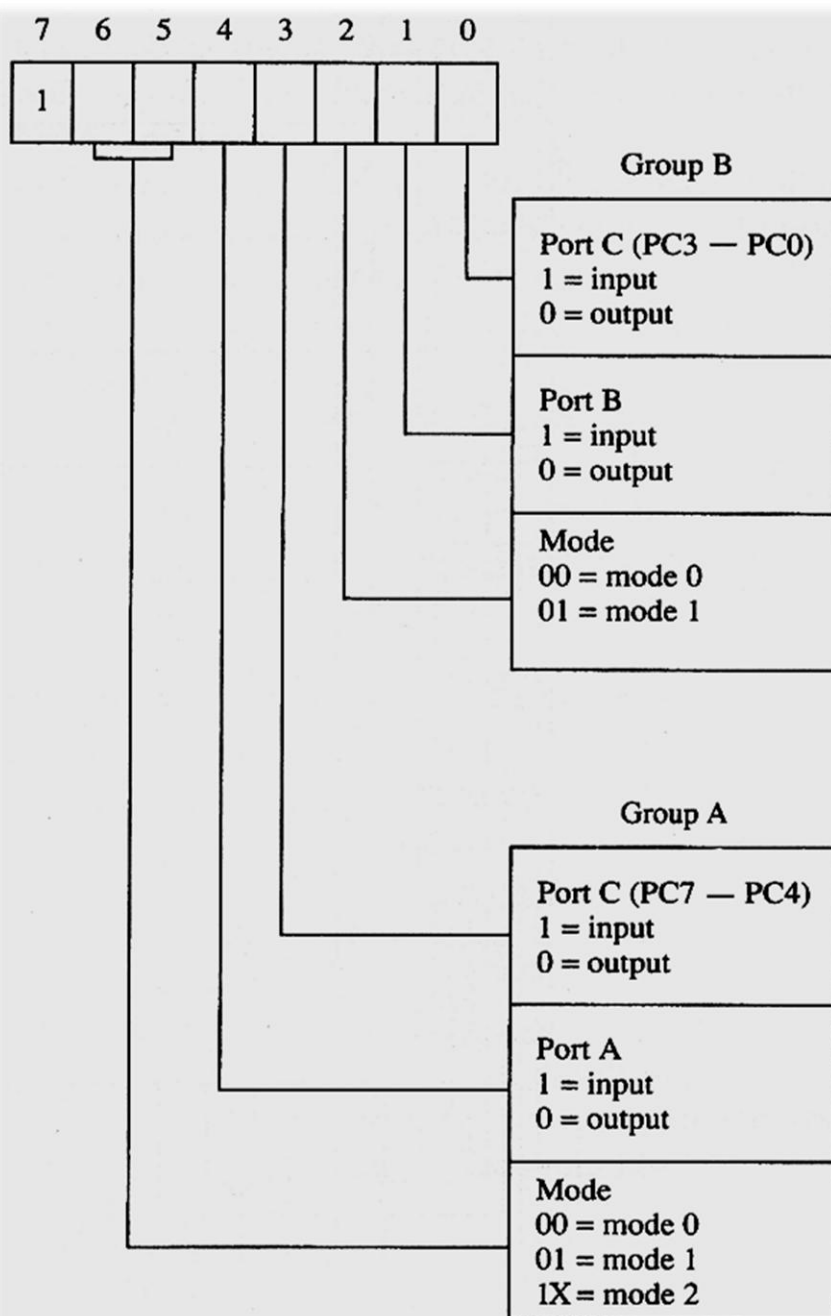 7 6 5 4 3 2 1 0
1
Group B
Port C (PC3 — PC0)
1 = input
0 = output
Port B
1 = input
0 = output
Mode
00 = mode 0
01 = mode 1
Group A
Port C (PC7 — PC4)
1 = input
0 = output
Port A
1 = input
0 = output
Mode
00 = mode 0
01 = mode 1
1X = mode 2